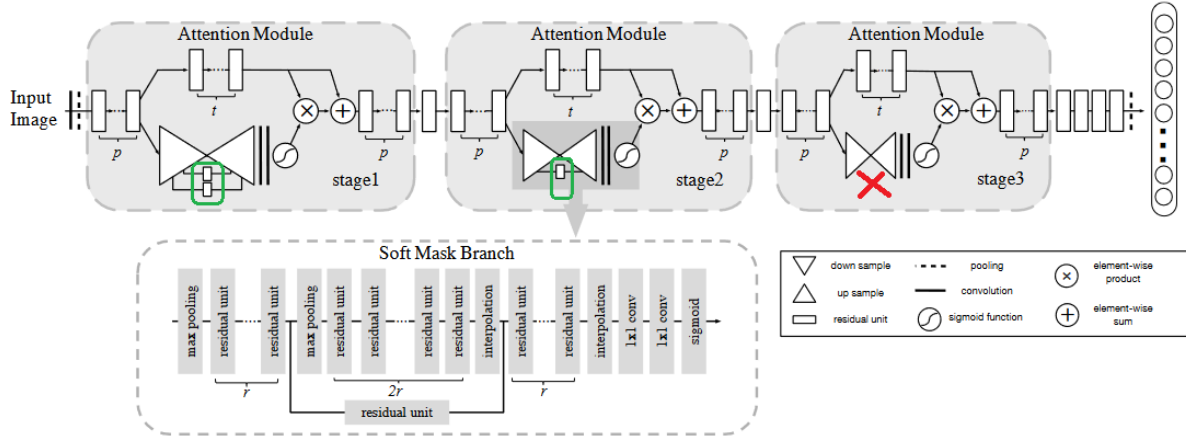 Attention Module
Attention Module
Attention Module
Input
Image
p
t
p
stage1
p
t
p
stage2
p
t
p
stage3
Soft Mask Branch
max pooling
residual unit
residual unit
max pooling
residual unit
residual unit
residual unit
residual unit
interpolation
residual unit
residual unit
interpolation
1x1 conv
1x1 conv
sigmoid
r
2r
r
residual unit
down sample
up sample
residual unit
pooling
convolution
sigmoid function
element-wise
product
element-wise
sum